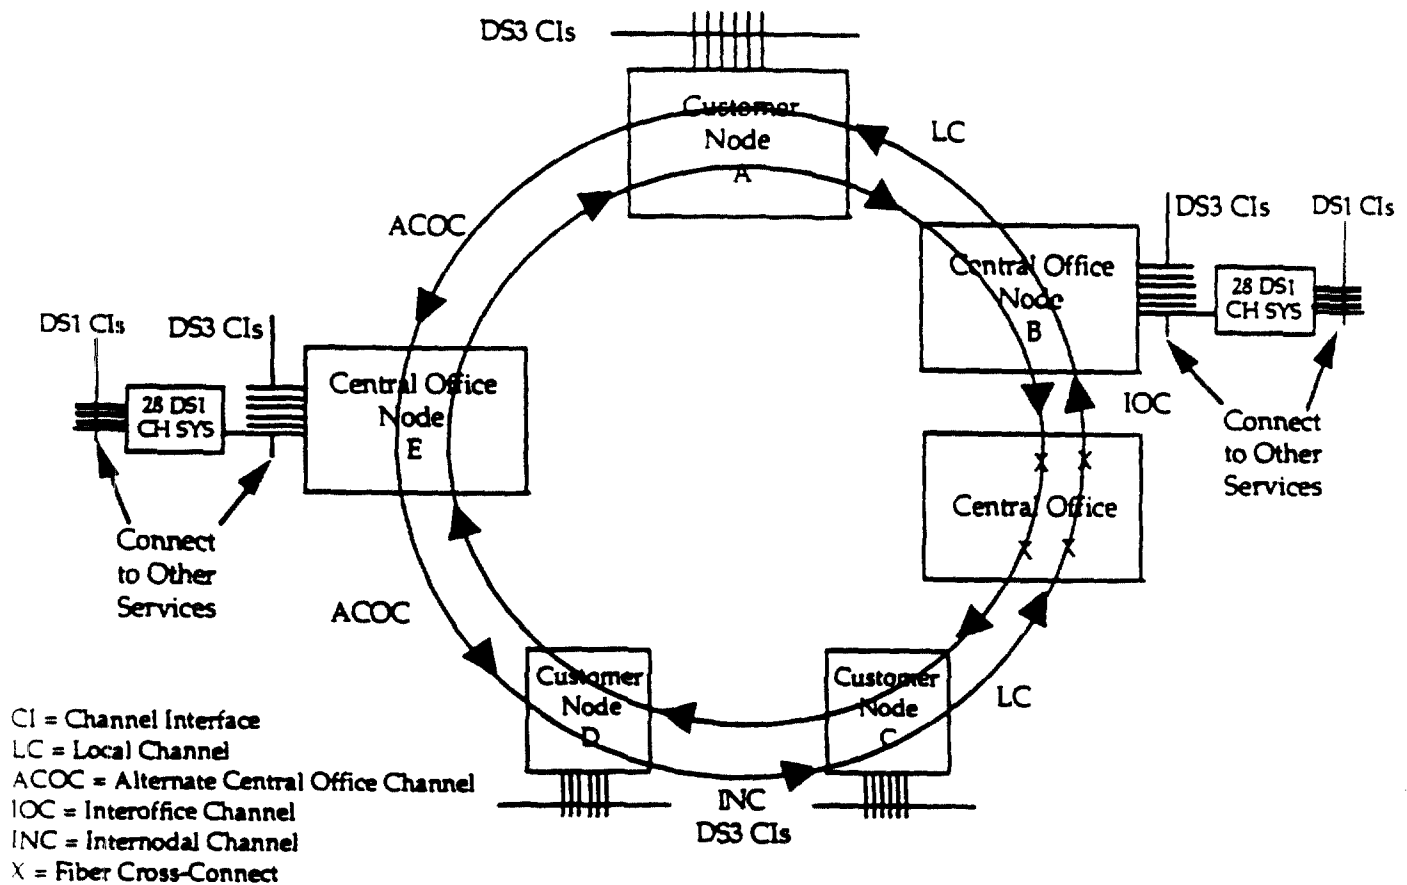 DS3 CIs
Customer
Node
A
LC
ACOC
DS3 CIs
DS1 CIs
Central Office
Node
B
28 DS1
CH SYS
DS1 CIs
DS3 CIs
Central Office
Node
E
28 DS1
CH SYS
IOC
Connect
to Other
Services
X X
Central Office
X X
Connect
to Other
Services
ACOC
Customer
Node
D
Customer
Node
C
LC
INC
DS3 CIs
CI = Channel Interface
LC = Local Channel
ACOC = Alternate Central Office Channel
IOC = Interoffice Channel
INC = Internodal Channel
X = Fiber Cross-Connect